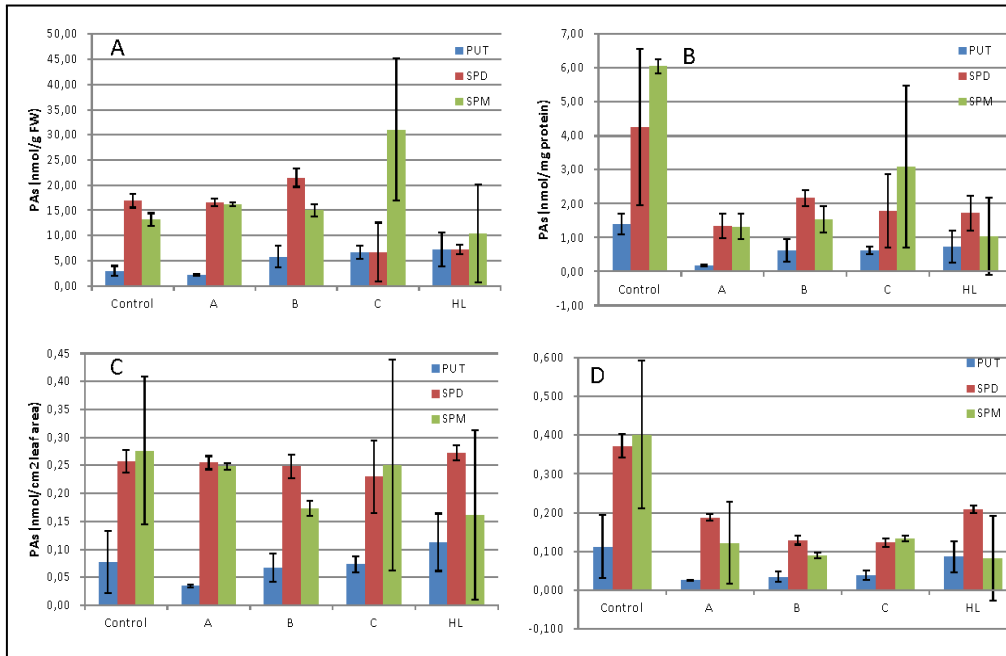 A
PAs (nmol/g FW)
50,00
45,00
40,00
35,00
30,00
25,00
20,00
15,00
10,00
5,00
0,00
Control
A
B
C
HL
PUT
SPD
SPM
B
PAs (nmol/mg protein)
7,00
6,00
5,00
4,00
3,00
2,00
1,00
0,00
-1,00
Control
A
B
C
HL
PUT
SPD
SPM
C
PAs (nmol/cm2 leaf area)
0,45
0,40
0,35
0,30
0,25
0,20
0,15
0,10
0,05
0,00
Control
A
B
C
HL
PUT
SPD
SPM
D
0,600
0,500
0,400
0,300
0,200
0,100
0,000
-0,100
Control
A
B
C
HL
PUT
SPD
SPM